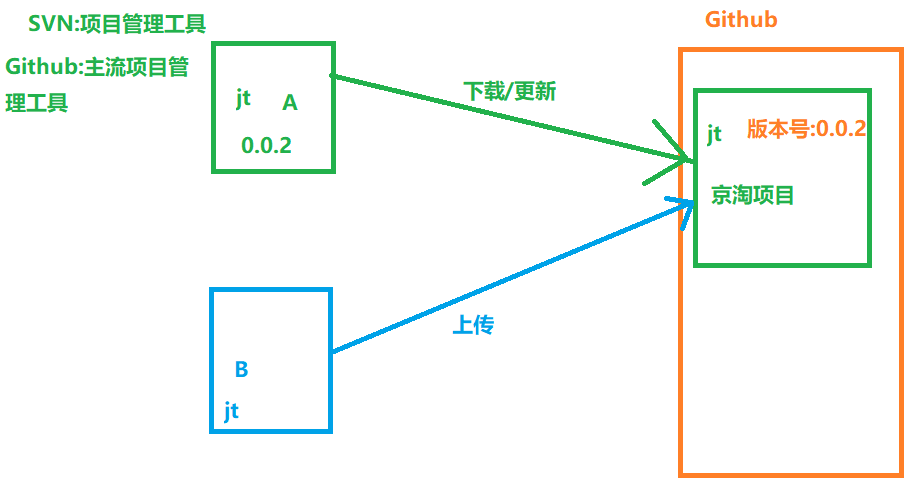 SVN:项目管理工具
Github:主流项目管
理工具
jt A
0.0.2
下载/更新
Github
jt 版本号:0.0.2
京淘项目
上传
B
jt